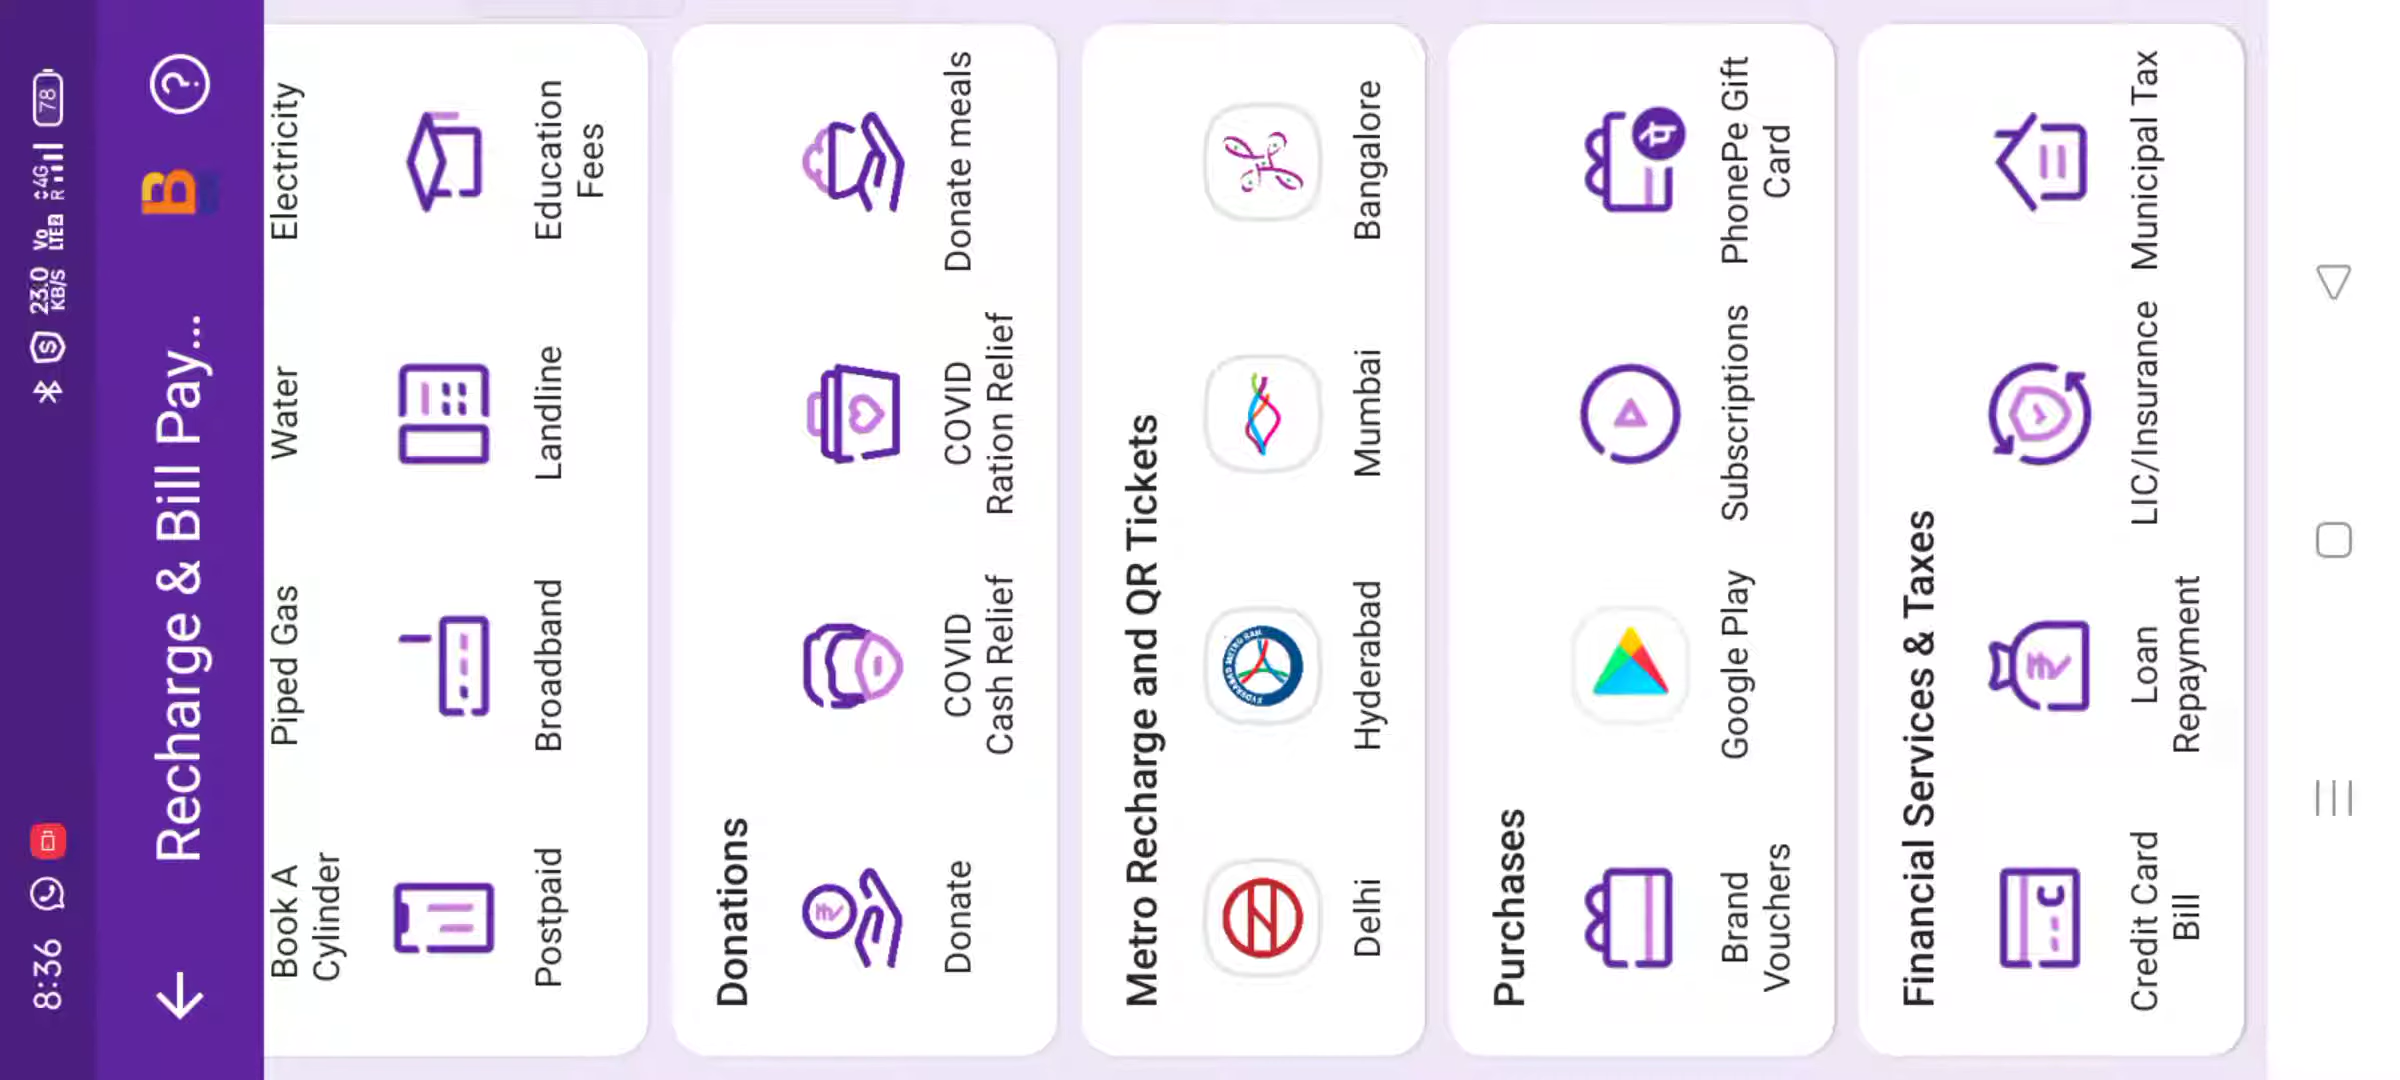 8:36
23.0
KB/S
Vo
LTE2
4G
R
78
Recharge & Bill Pay...
B
?
Book A
Cylinder
Piped Gas
Water
Electricity
Postpaid
Broadband
Landline
Education
Fees
Donations
Donate
COVID
Cash Relief
COVID
Ration Relief
Donate meals
Metro Recharge and QR Tickets
Delhi
Hyderabad
Mumbai
Bangalore
Purchases
Brand
Vouchers
Google Play
Subscriptions
PhonePe Gift
Card
Financial Services & Taxes
Credit Card
Bill
Loan
Repayment
LIC/Insurance
Municipal Tax